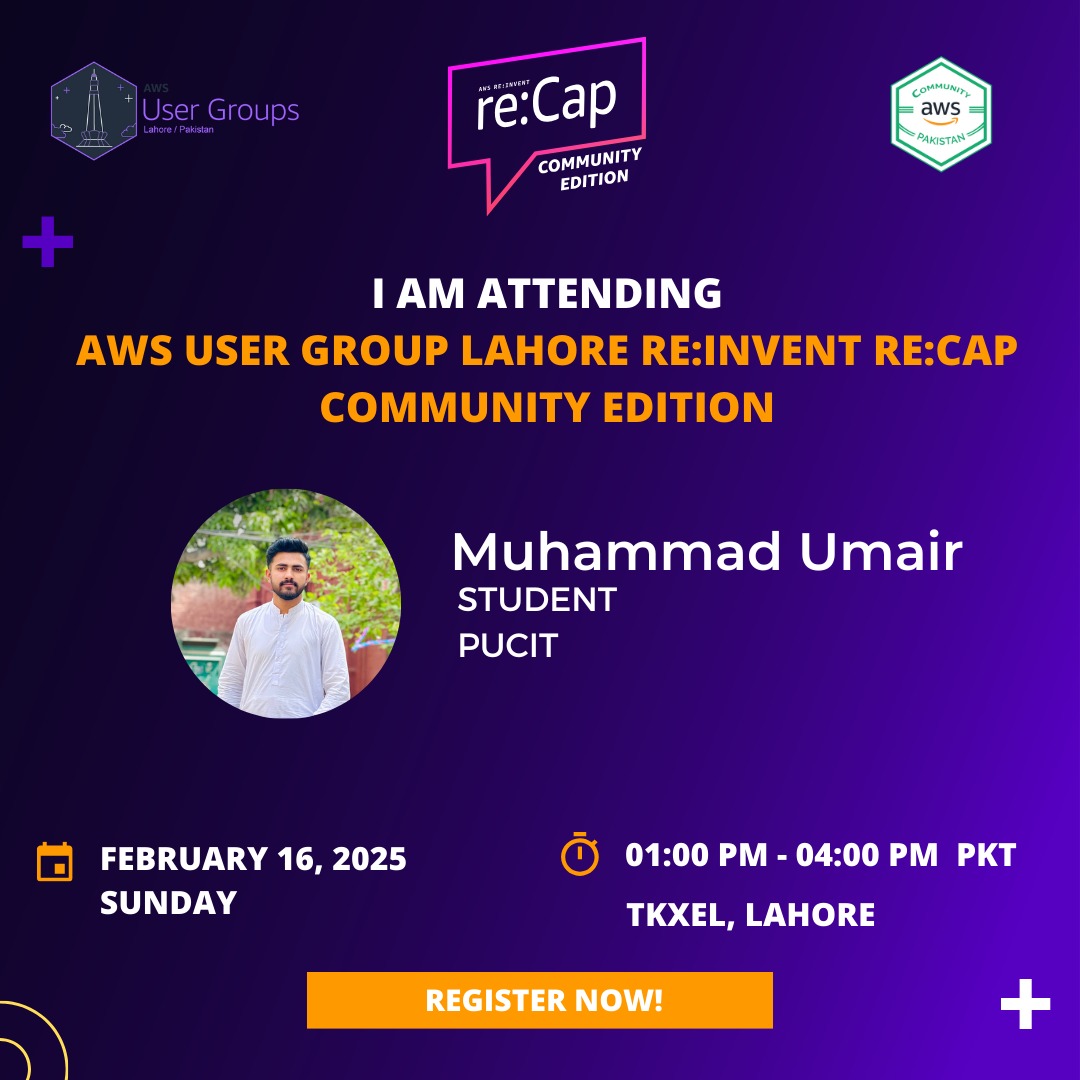 AWS
User Groups
Lahore / Pakistan
AWS RE:INVENT
re:Cap
COMMUNITY
EDITION
COMMUNITY
aws
PAKISTAN
I AM ATTENDING
AWS USER GROUP LAHORE RE:INVENT RE:CAP
COMMUNITY EDITION
Muhammad Umair
STUDENT
PUCIT
FEBRUARY 16, 2025
SUNDAY
01:00 PM - 04:00 PM PKT
TKXEL, LAHORE
REGISTER NOW!